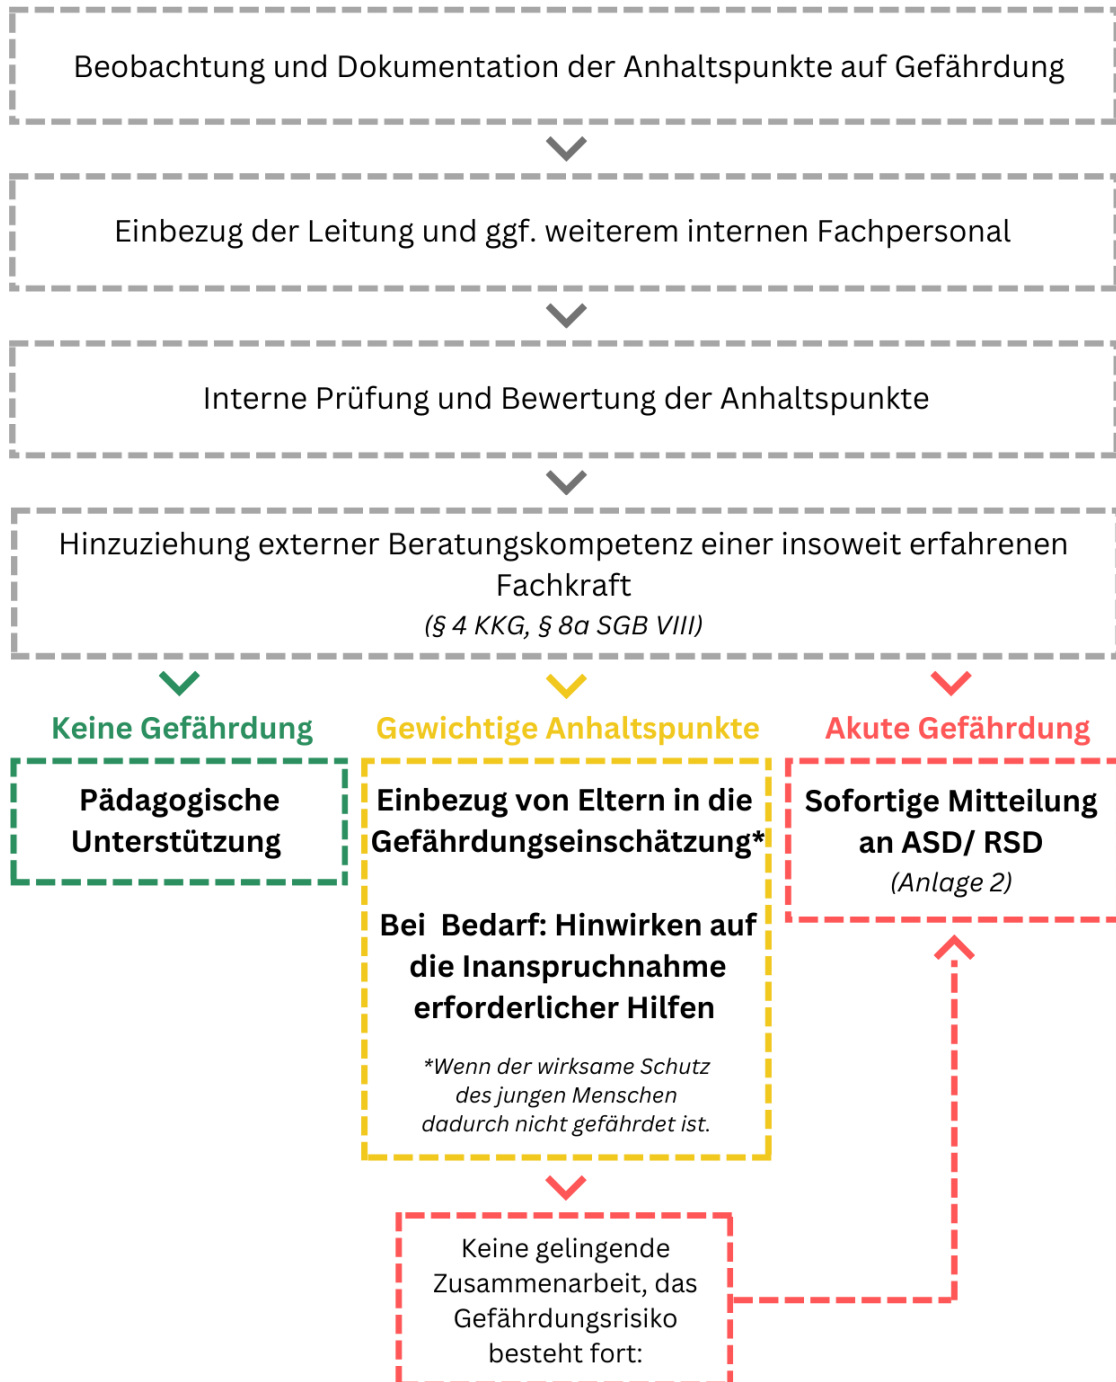 Beobachtung und Dokumentation der Anhaltspunkte auf Gefährdung
Einbezug der Leitung und ggf. weiterem internen Fachpersonal
Interne Prüfung und Bewertung der Anhaltspunkte
Hinzuziehung externer Beratungskompetenz einer insoweit erfahrenen
Fachkraft
(§ 4 KKG, § 8a SGB VIII)
Keine Gefährdung
Pädagogische
Unterstützung
Gewichtige Anhaltspunkte
Einbezug von Eltern in die
Gefährdungseinschätzung*
Bei Bedarf: Hinwirken auf
die Inanspruchnahme
erforderlicher Hilfen
*Wenn der wirksame Schutz
des jungen Menschen
dadurch nicht gefährdet ist.
Akute Gefährdung
Sofortige Mitteilung
an ASD/ RSD
(Anlage 2)
Keine gelingende
Zusammenarbeit, das
Gefährdungsrisiko
besteht fort: